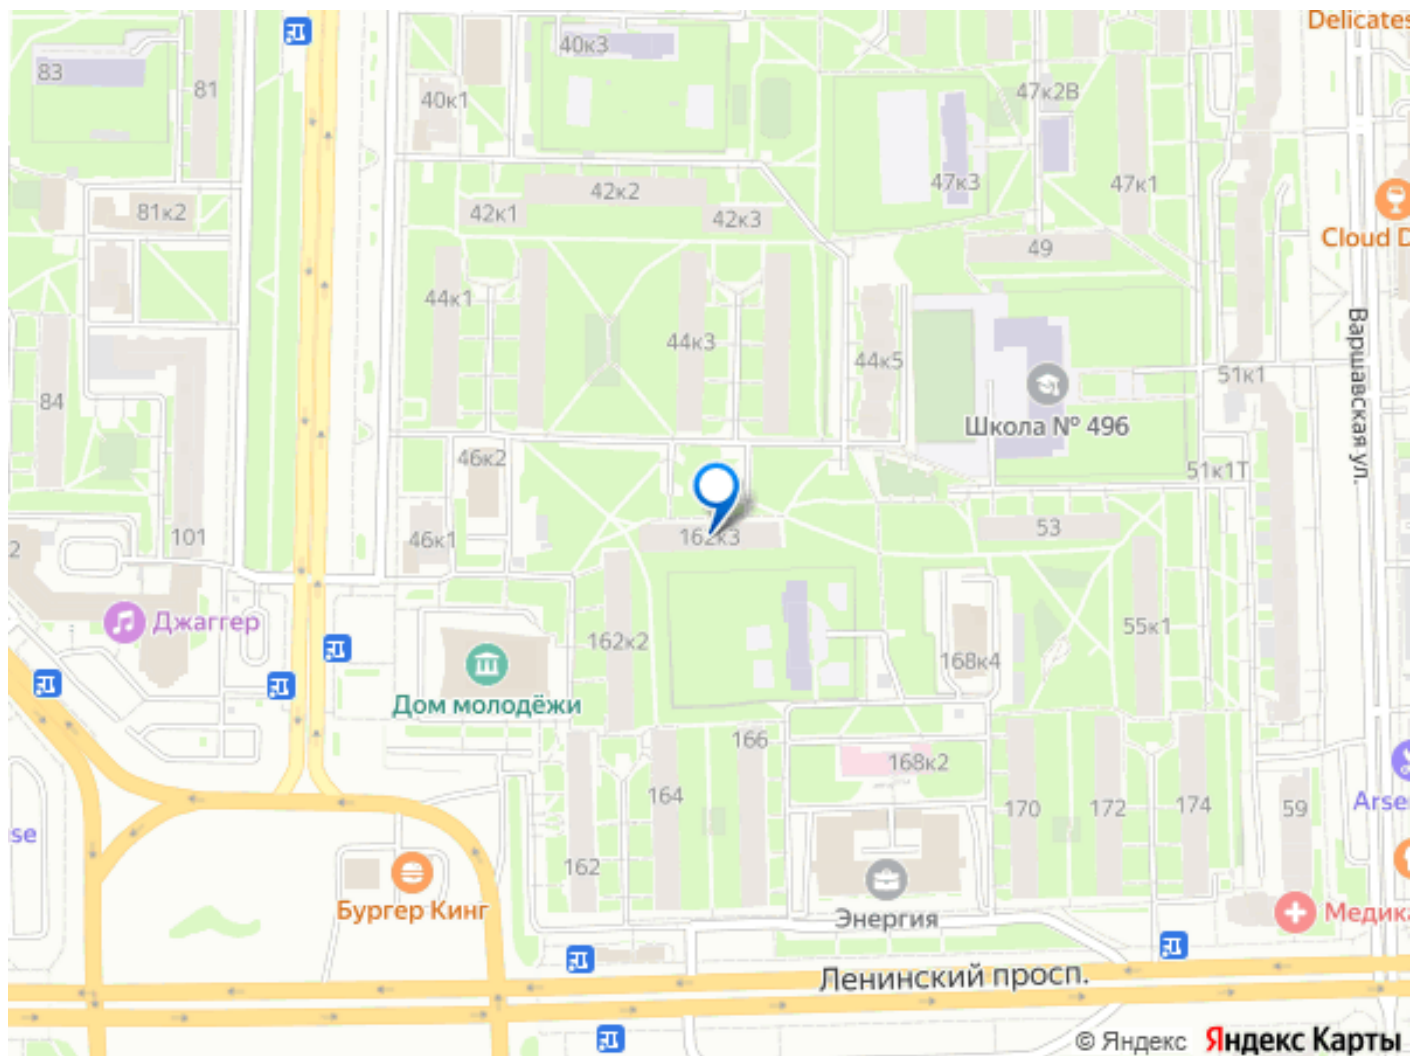 Delicates
40к3
83
81
40к1
47к2В
42к2
47к3
47к1
81к2
42к1
42к3
Cloud D
49
44к1
44к3
44к5
Варшавская ул.
51к1
84
Школа № 496
46к2
51к1Т
101
2
46к1
162к3
53
Джаггер
162к2
55к1
168к4
Дом молодёжи
166
168к2
164
170
172
174
59
Arse
se
162
Бургер Кинг
Энергия
Медика
Ленинский просп.
© Яндекс Яндекс Карты